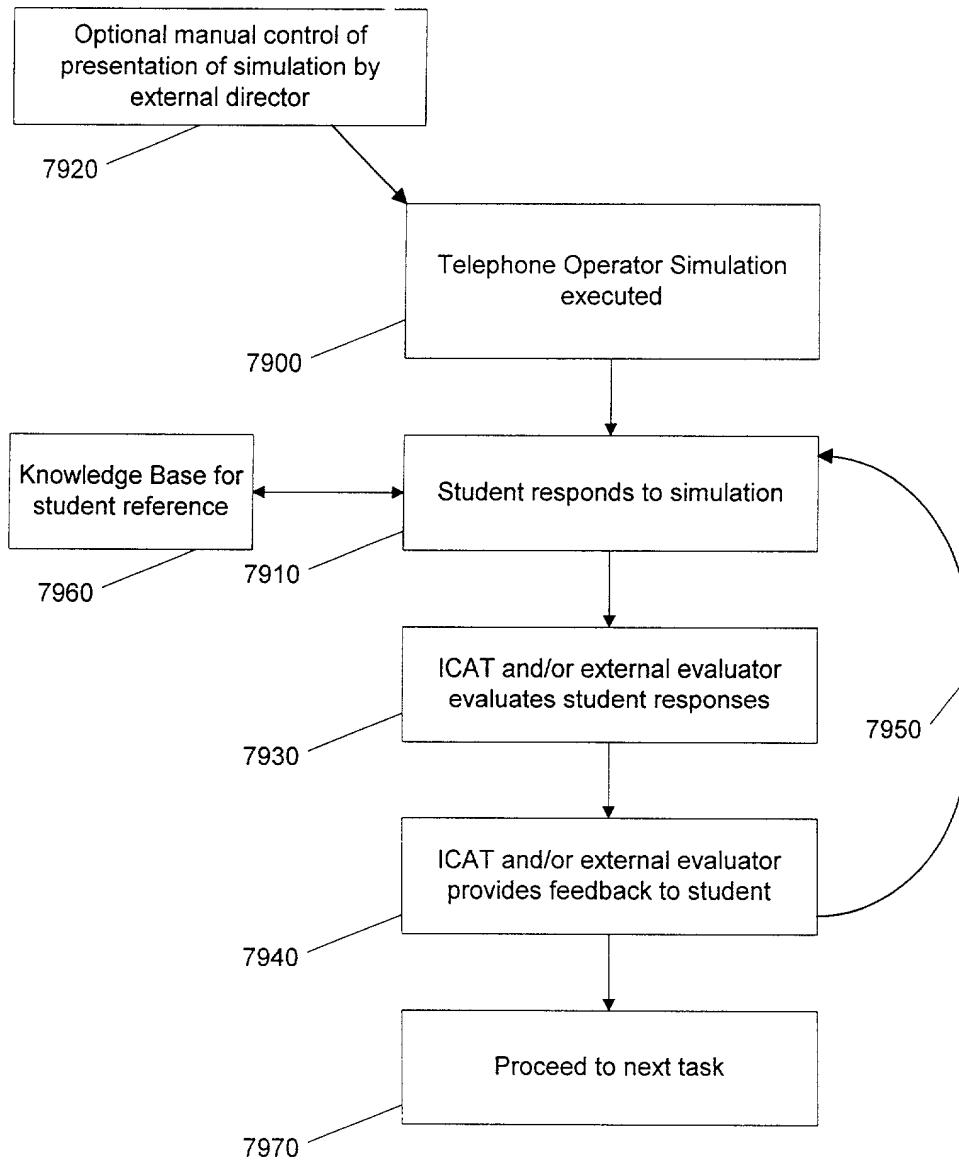 Optional manual control of
presentation of simulation by
external director
7920
Telephone Operator Simulation
executed
7900
Knowledge Base for
student reference
7960
Student responds to simulation
7910
ICAT and/or external evaluator
evaluates student responses
7930
7950
ICAT and/or external evaluator
provides feedback to student
7940
Proceed to next task
7970